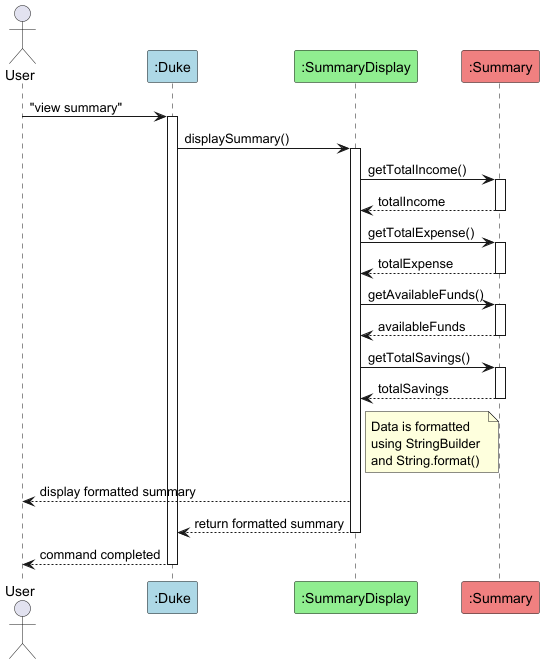 User
:Duke
:SummaryDisplay
:Summary
"view summary"
displaySummary()
getTotalIncome()
totalIncome
getTotalExpense()
totalExpense
getAvailableFunds()
availableFunds
getTotalSavings()
totalSavings
Data is formatted
using StringBuilder
and String.format()
display formatted summary
return formatted summary
command completed
User
:Duke
:SummaryDisplay
:Summary